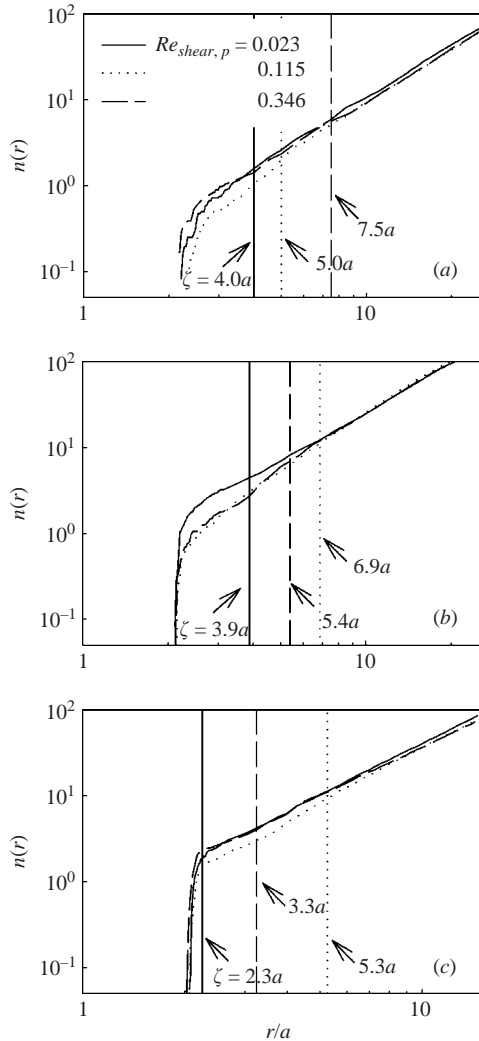 10²
Re_shear, p = 0.023
0.115
0.346
10¹
n(r)
10⁰
7.5a
5.0a
ζ = 4.0a
10⁻¹
(a)
1
10
10²
10¹
n(r)
10⁰
6.9a
5.4a
ζ = 3.9a
10⁻¹
(b)
1
10
10²
10¹
n(r)
10⁰
3.3a
5.3a
ζ = 2.3a
10⁻¹
(c)
1
10
r/a